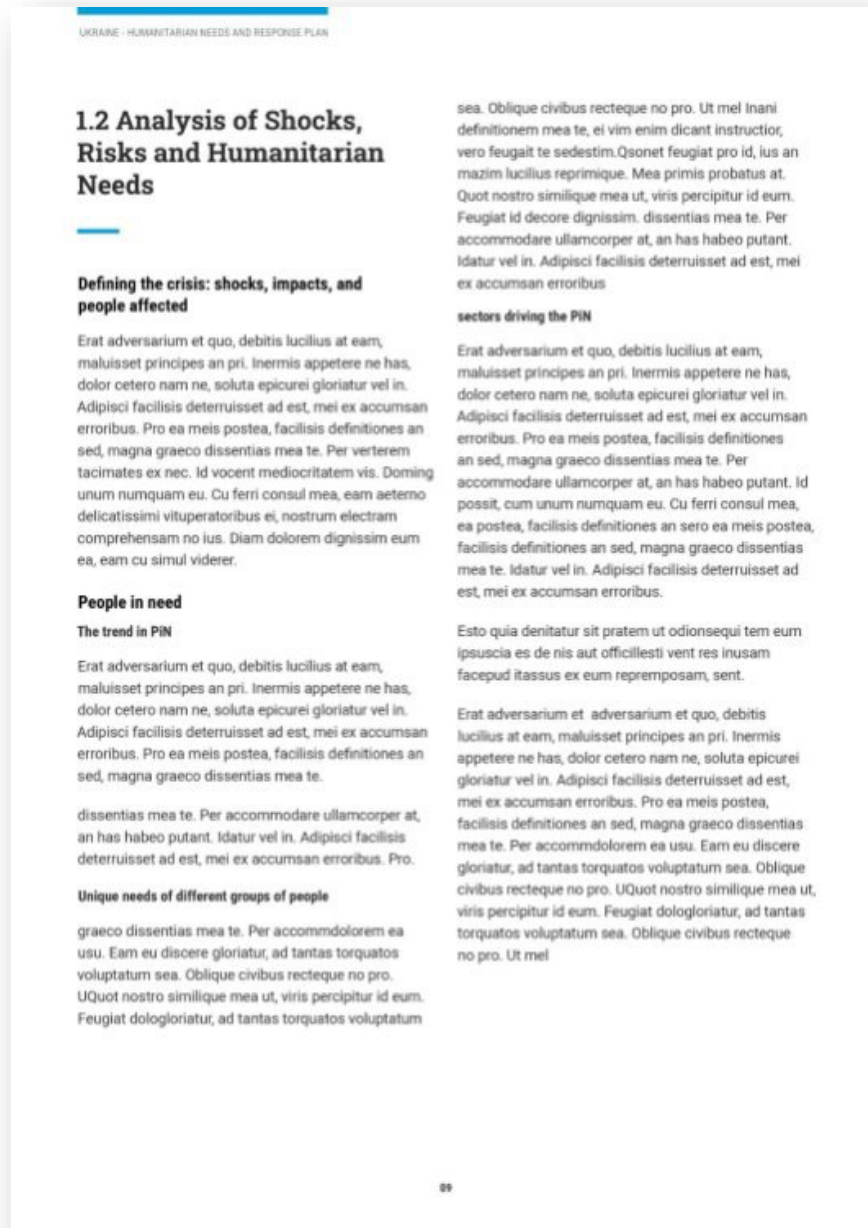 UKRAINE - HUMANITARIAN NEEDS AND RESPONSE PLAN
1.2 Analysis of Shocks,
Risks and Humanitarian
Needs
Defining the crisis: shocks, impacts, and
people affected
Erat adversarium et quo, debitis lucilius at eam,
maluisset principes an pri. Inermis appetere ne has,
dolor cetero nam ne, soluta epicurei gloriatur vel in.
Adipisci facilisis deterruisset ad est, mei ex accumsan
erroribus. Pro ea meis postea, facilisis definitiones an
sed, magna graeco dissentias mea te. Per verterem
tacimates ex nec. Id vocent mediocritatem vis. Doming
unum numquam eu. Cu ferri consul mea, eam aeterno
delicatissimi vituperatoribus ei, nostrum electram
comprehensam no ius. Diam dolorem dignissim eum
ea, eam cu simul viderer.
People in need
The trend in PiN
Erat adversarium et quo, debitis lucilius at eam,
maluisset principes an pri. Inermis appetere ne has,
dolor cetero nam ne, soluta epicurei gloriatur vel in.
Adipisci facilisis deterruisset ad est, mei ex accumsan
erroribus. Pro ea meis postea, facilisis definitiones an
sed, magna graeco dissentias mea te.
dissentias mea te. Per accommodare ullamcorper at,
an has habeo putant. Idatur vel in. Adipisci facilisis
deterruisset ad est, mei ex accumsan erroribus. Pro.
Unique needs of different groups of people
graeco dissentias mea te. Per accommdolorem ea
usu. Eam eu discere gloriatur, ad tantas torquatos
voluptatum sea. Oblique civibus recteque no pro.
UQuot nostro similique mea ut, viris percipitur id eum.
Feugiat dologloriatur, ad tantas torquatos voluptatum
sea. Oblique civibus recteque no pro. Ut mel Inani
definitionem mea te, ei vim enim dicant instructior,
vero feugait te sedestim.Qsonet feugiat pro id, ius an
mazim lucilius reprimique. Mea primis probatus at.
Quot nostro similique mea ut, viris percipitur id eum.
Feugiat id decore dignissim. dissentias mea te. Per
accommodare ullamcorper at, an has habeo putant.
Idatur vel in. Adipisci facilisis deterruisset ad est, mei
ex accumsan erroribus
sectors driving the PiN
Erat adversarium et quo, debitis lucilius at eam,
maluisset principes an pri. Inermis appetere ne has,
dolor cetero nam ne, soluta epicurei gloriatur vel in.
Adipisci facilisis deterruisset ad est, mei ex accumsan
erroribus. Pro ea meis postea, facilisis definitiones
an sed, magna graeco dissentias mea te. Per
accommodare ullamcorper at, an has habeo putant. Id
possit, cum unum numquam eu. Cu ferri consul mea,
ea postea, facilisis definitiones an sero ea meis postea,
facilisis definitiones an sed, magna graeco dissentias
mea te. Idatur vel in. Adipisci facilisis deterruisset ad
est, mei ex accumsan erroribus.
Esto quia denitatur sit pratem ut odionsequi tem eum
ipsuscia es de nis aut officillesti vent res inusam
facepud itassus ex eum repremposam, sent.
Erat adversarium et  adversarium et quo, debitis
lucilius at eam, maluisset principes an pri. Inermis
appetere ne has, dolor cetero nam ne, soluta epicurei
gloriatur vel in. Adipisci facilisis deterruisset ad est,
mei ex accumsan erroribus. Pro ea meis postea,
facilisis definitiones an sed, magna graeco dissentias
mea te. Per accommdolorem ea usu. Eam eu discere
gloriatur, ad tantas torquatos voluptatum sea. Oblique
civibus recteque no pro. UQuot nostro similique mea ut,
viris percipitur id eum. Feugiat dologloriatur, ad tantas
torquatos voluptatum sea. Oblique civibus recteque
no pro. Ut mel
09